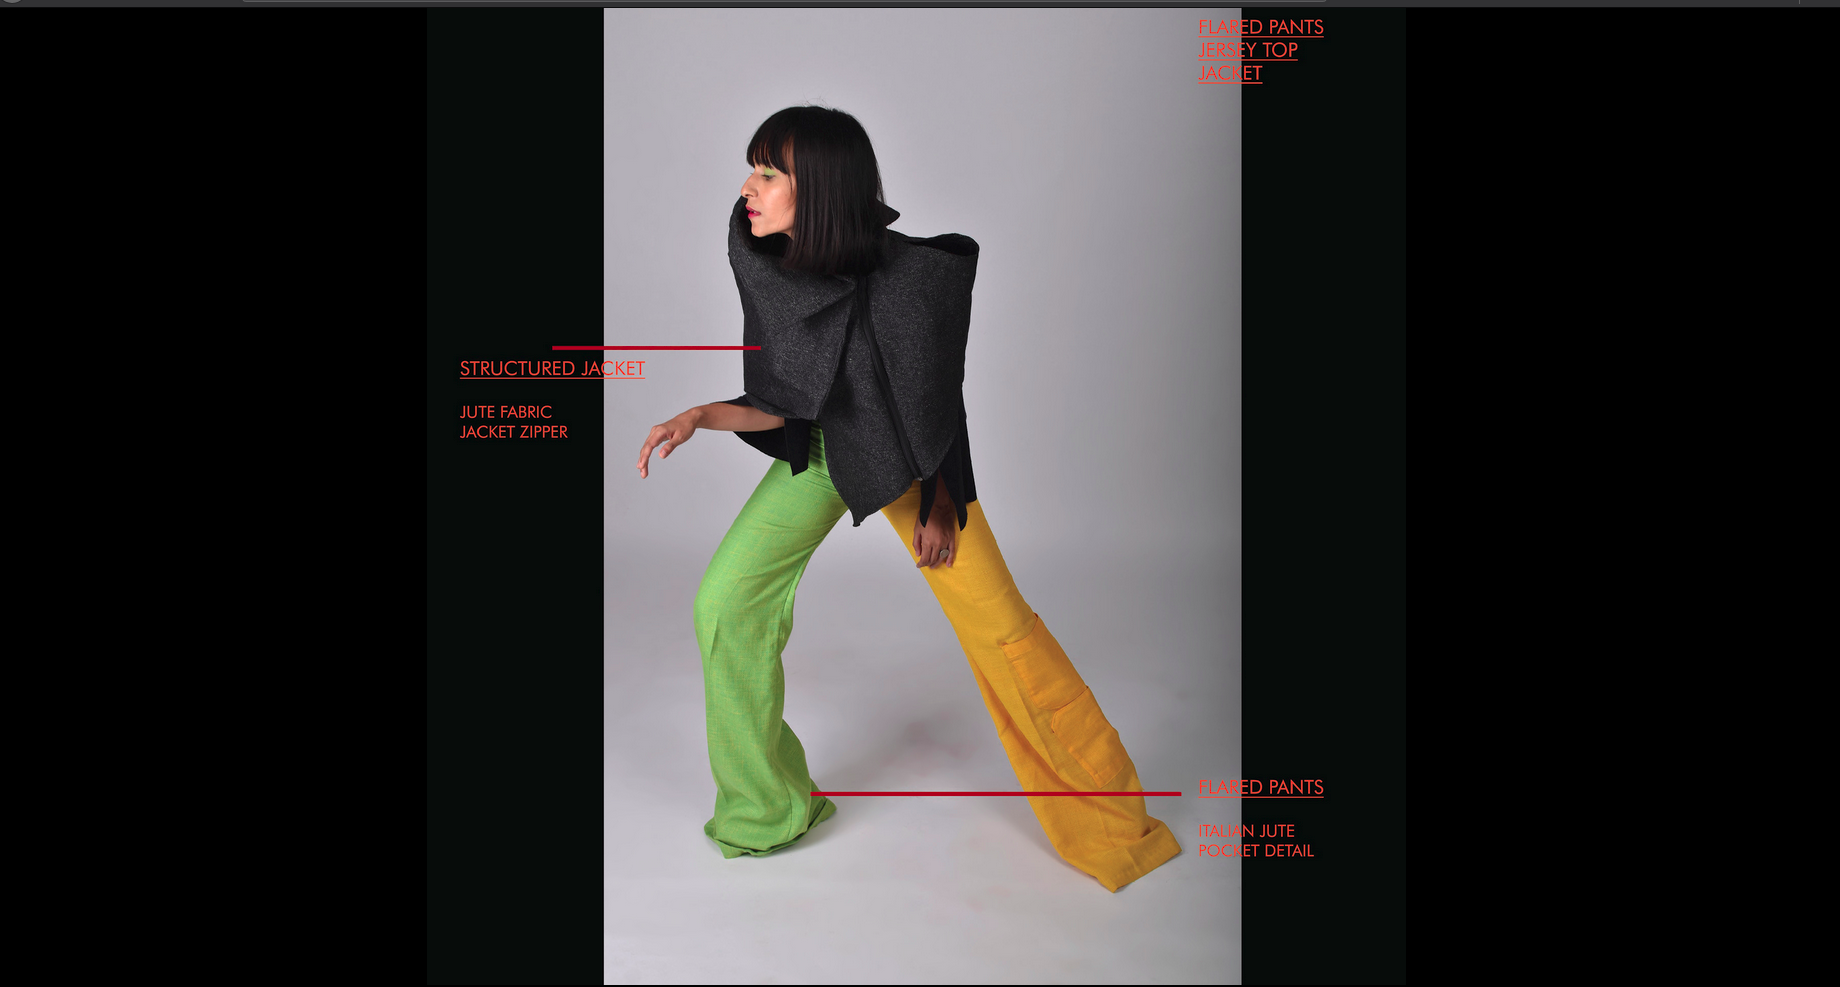 FLARED PANTS
JERSEY TOP
JACKET
STRUCTURED JACKET
JUTE FABRIC
JACKET ZIPPER
FLARED PANTS
ITALIAN JUTE
POCKET DETAIL